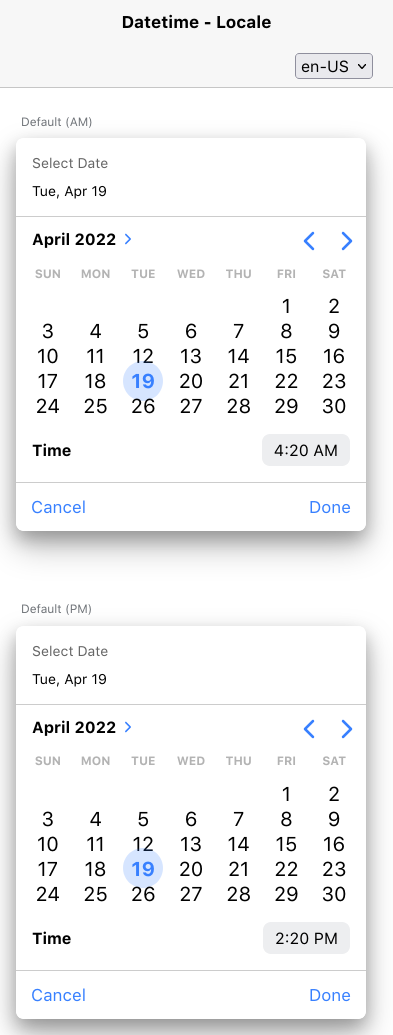 Datetime - Locale
en-US
Default (AM)
Select Date
Tue, Apr 19
April 2022
SUN MON TUE WED THU FRI SAT
1 2
3 4 5 6 7 8 9
10 11 12 13 14 15 16
17 18 19 20 21 22 23
24 25 26 27 28 29 30
Time 4:20 AM
Cancel Done
Default (PM)
Select Date
Tue, Apr 19
April 2022
SUN MON TUE WED THU FRI SAT
1 2
3 4 5 6 7 8 9
10 11 12 13 14 15 16
17 18 19 20 21 22 23
24 25 26 27 28 29 30
Time 2:20 PM
Cancel Done